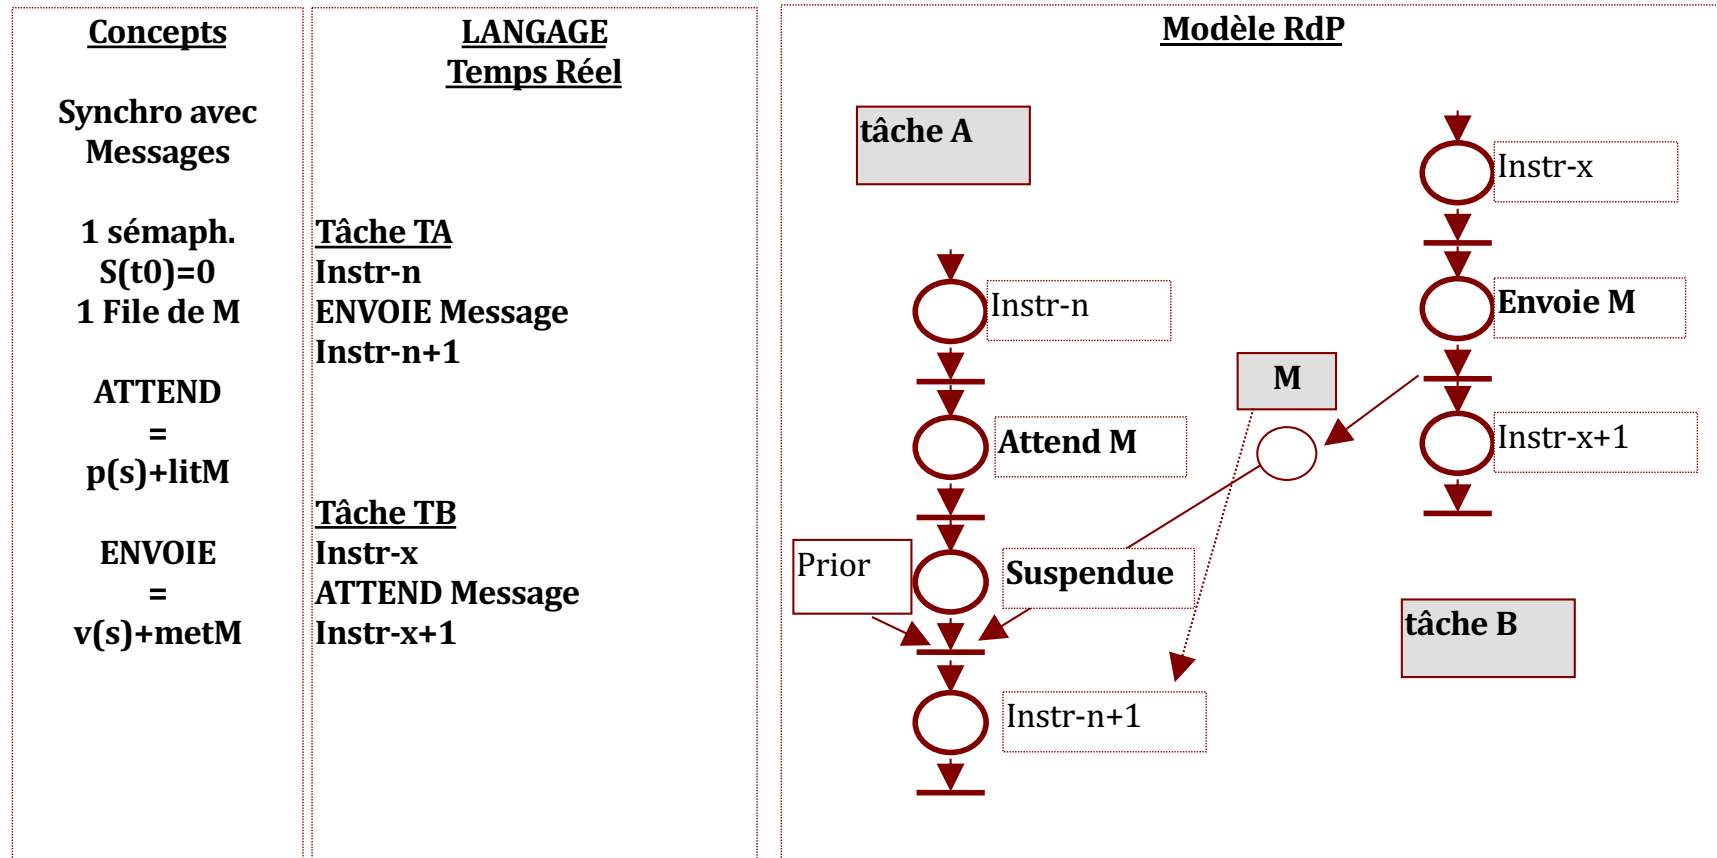 Concepts
Synchro avec
Messages
1 sémaph.
S(t0)=0
1 File de M
ATTEND
=
p(s)+litM
ENVOIE
=
v(s)+metM
LANGAGE
Temps Réel
Tâche TA
Instr-n
ENVOIE Message
Instr-n+1
Tâche TB
Instr-x
ATTEND Message
Instr-x+1
Modèle RdP
tâche A
Instr-n
Attend M
Prior
Suspendue
Instr-n+1
M
Instr-x
Envoie M
Instr-x+1
tâche B